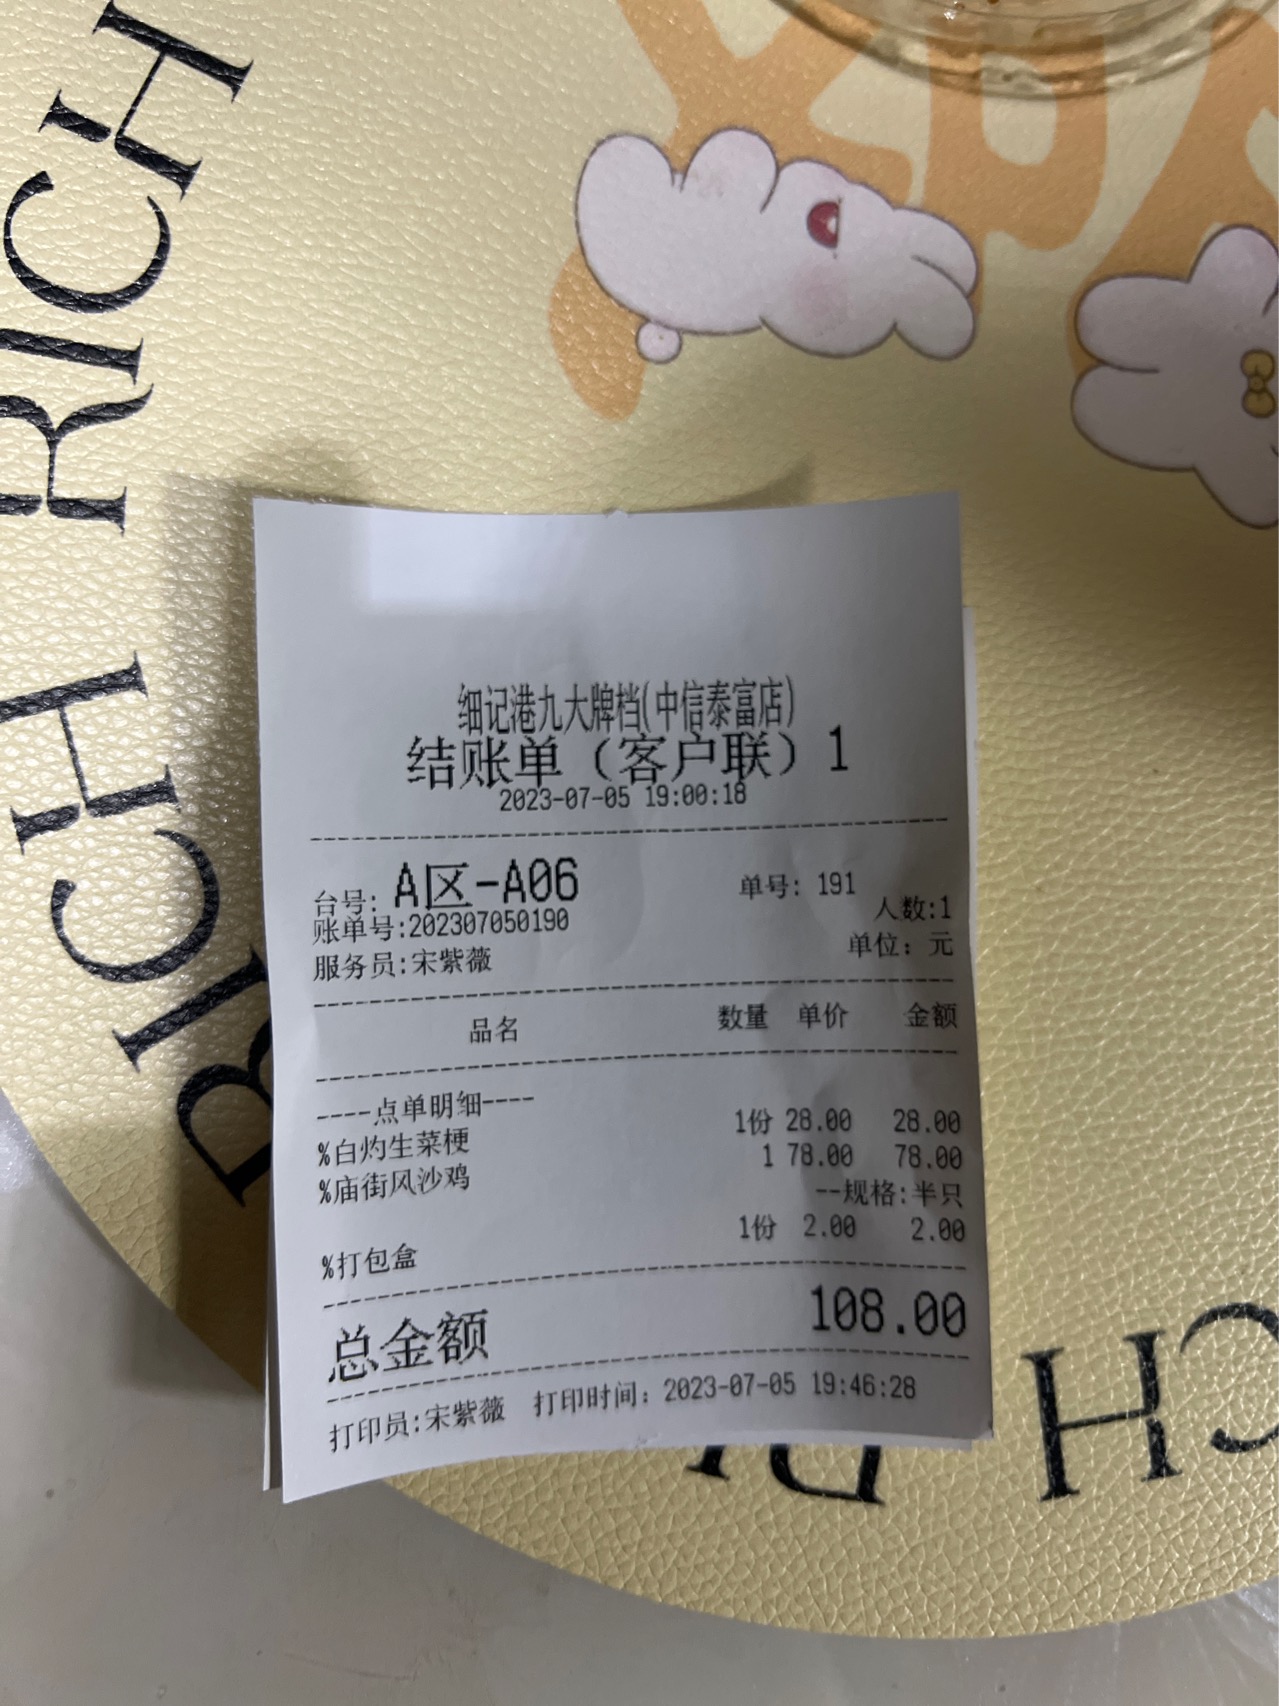 RICH RICH RICH
细记港九大牌档(中信泰富店)
结账单（客户联）1
2023-07-05 19:00:18
台号: A区-A06 单号: 191
账单号:202307050190 人数:1
服务员:宋紫薇 单位: 元
品名 数量 单价 金额
----点单明细----
%白灼生菜梗 1份 28.00 28.00
%庙街风沙鸡 1 78.00 78.00
--规格:半只
%打包盒 1份 2.00 2.00
总金额 108.00
打印员:宋紫薇 打印时间: 2023-07-05 19:46:28